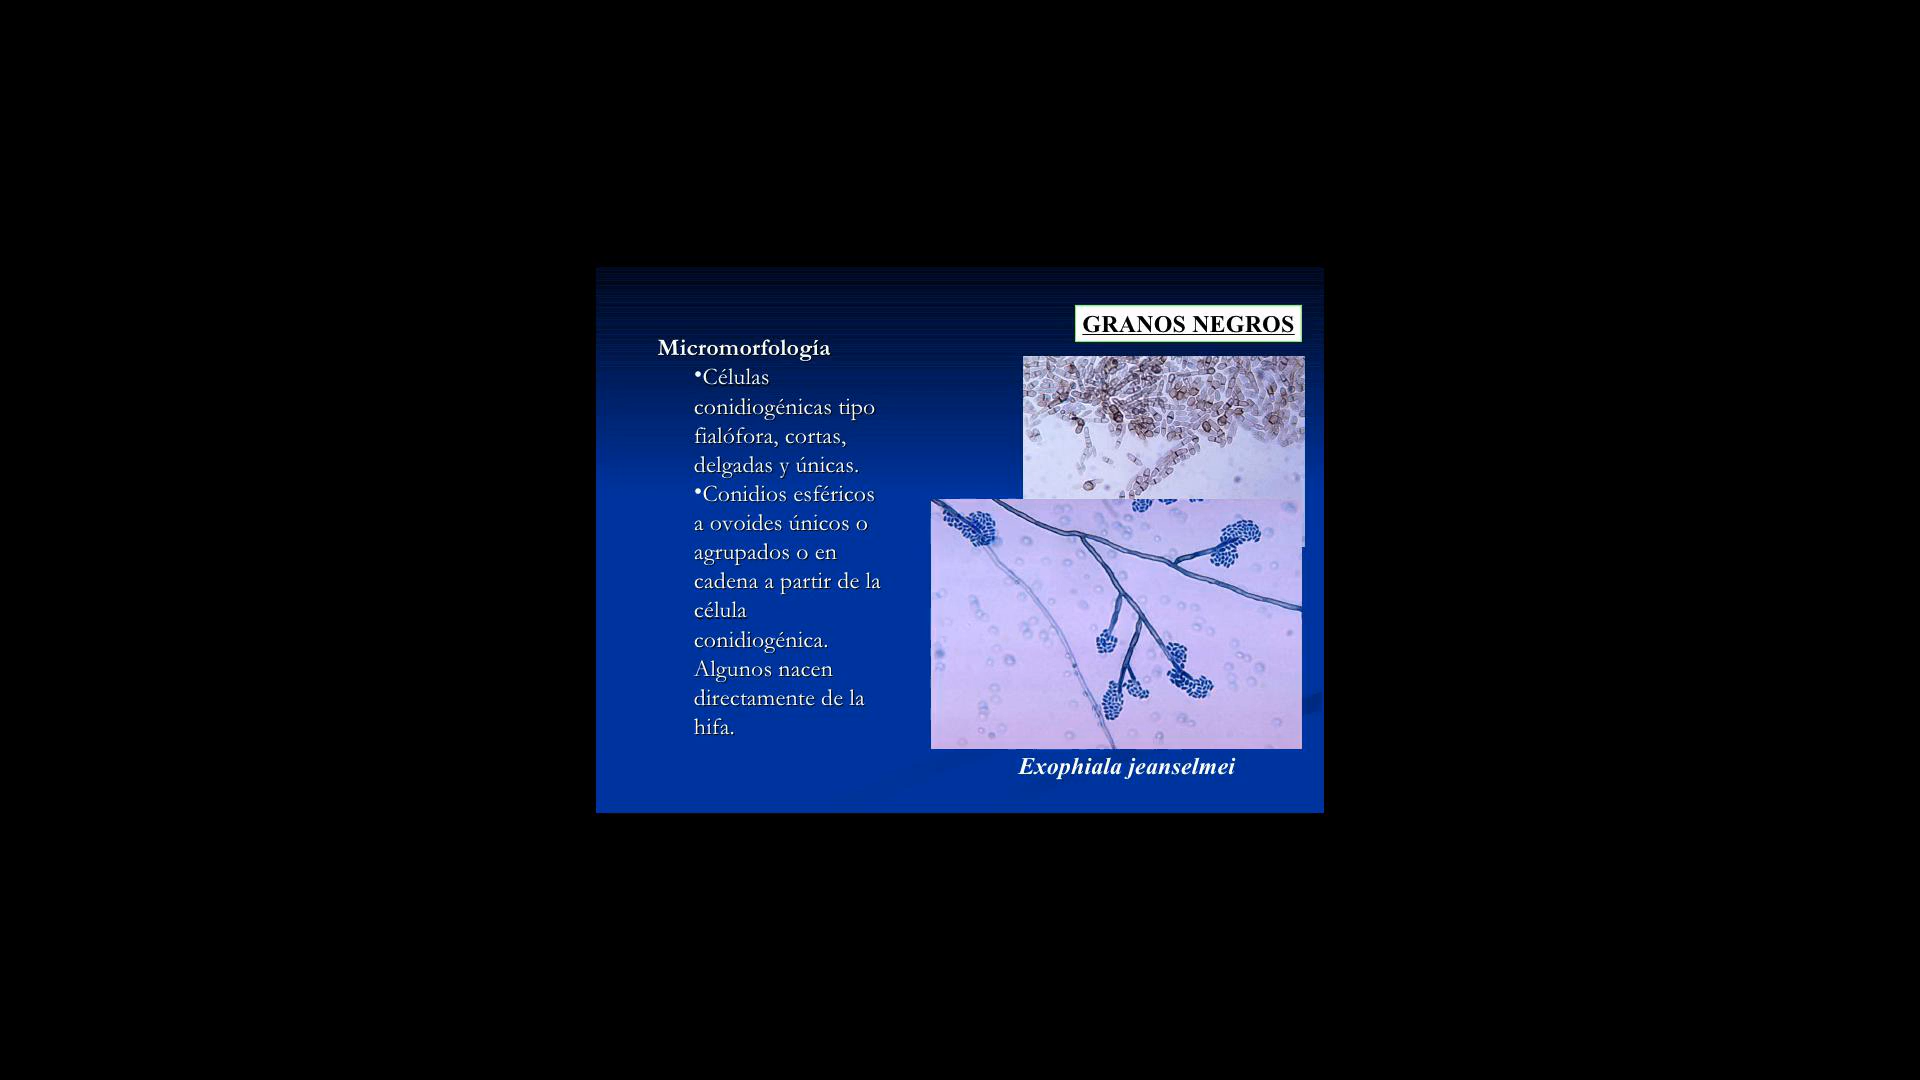 GRANOS NEGROS
Micromorfología
•Células
conidiogénicas tipo
fialófora, cortas,
delgadas y únicas.
•Conidios esféricos
a ovoides únicos o
agrupados o en
cadena a partir de la
célula
conidiogénica.
Algunos nacen
directamente de la
hifa.
Exophiala jeanselmei